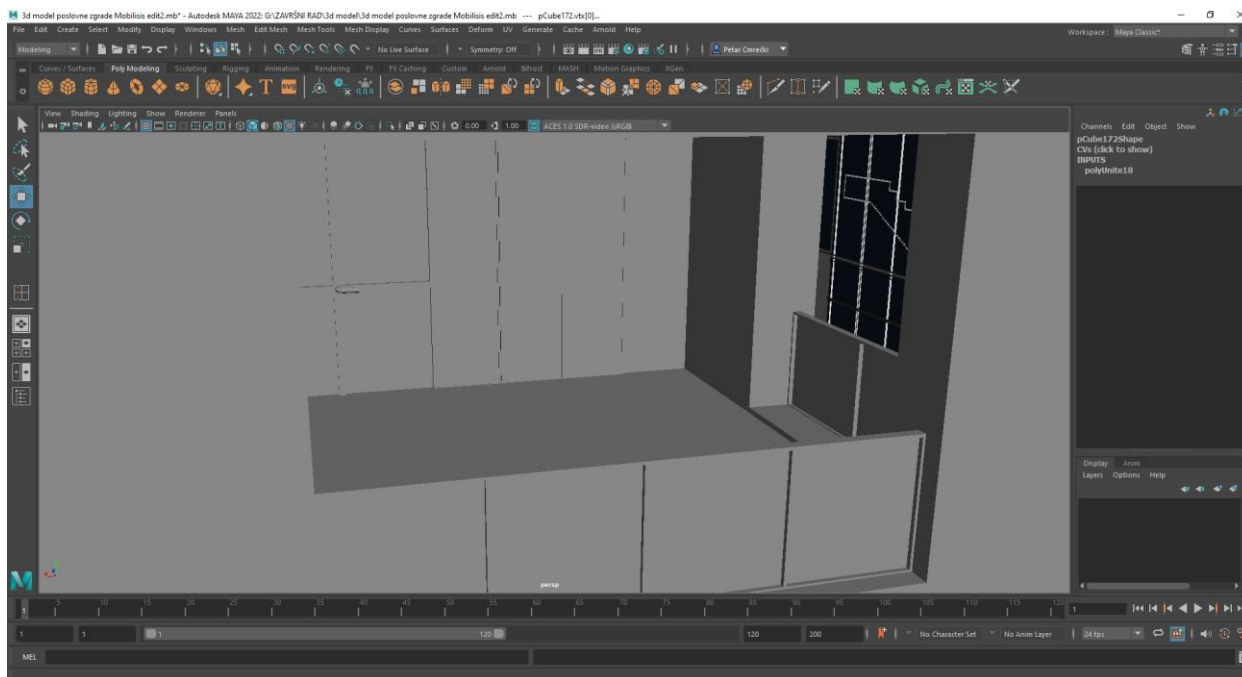 3d model poslovne zgrade Mobilisis edit2.mb* - Autodesk MAYA 2022: G:\ZAVRŠNI RAD\3d model\3d model poslovne zgrade Mobilisis edit2.mb --- pCube172.vtx[0]...
File Edit Create Select Modify Display Windows Mesh Edit Mesh Mesh Tools Mesh Display Curves Surfaces Deform UV Generate Cache Arnold Help
Workspace: Maya Classic*
Modeling No Live Surface Symmetry: Off Petar Cmrečki
Curves / Surfaces Poly Modeling Sculpting Rigging Animation Rendering FX FX Caching Custom Arnold Bifrost MASH Motion Graphics XGen
T SVG
View Shading Lighting Show Renderer Panels
0.00 1.00 ACES 1.0 SDR-video (sRGB)
Channels Edit Object Show
pCube172Shape
CVs (click to show)
INPUTS
polyUnite18
Display Anim
Layers Options Help
persp
1 5 10 15 20 25 30 35 40 45 50 55 60 65 70 75 80 85 90 95 100 105 110 115 120 1
1 1 1 120 120 200 No Character Set No Anim Layer 24 fps
MEL